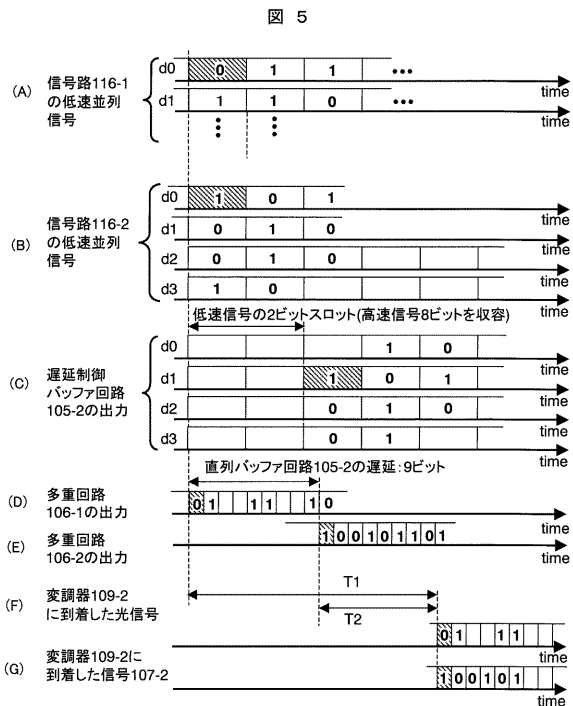 図 5
(A) 信号路116-1
の低速並列
信号
d0 0 1 1 •••
time
d1 1 1 0 •••
time
(B) 信号路116-2
の低速並列
信号
d0 1 0 1
time
d1 0 1 0
time
d2 0 1 0
time
d3 1 0
time
低速信号の2ビットスロット(高速信号8ビットを収容)
(C) 遅延制御
バッファ回路
105-2の出力
d0 1 0
time
d1 1 0 1
time
d2 0 1 0
time
d3 0 1
time
直列バッファ回路105-2の遅延:9ビット
(D) 多重回路
106-1の出力
0 1 1 1 1 0
time
(E) 多重回路
106-2の出力
1 0 0 1 0 1 1 0 1
time
T1
(F) 変調器109-2
に到着した光信号
T2
0 1 1 1
time
(G) 変調器109-2に
到着した信号107-2
1 0 0 1 0 1
time